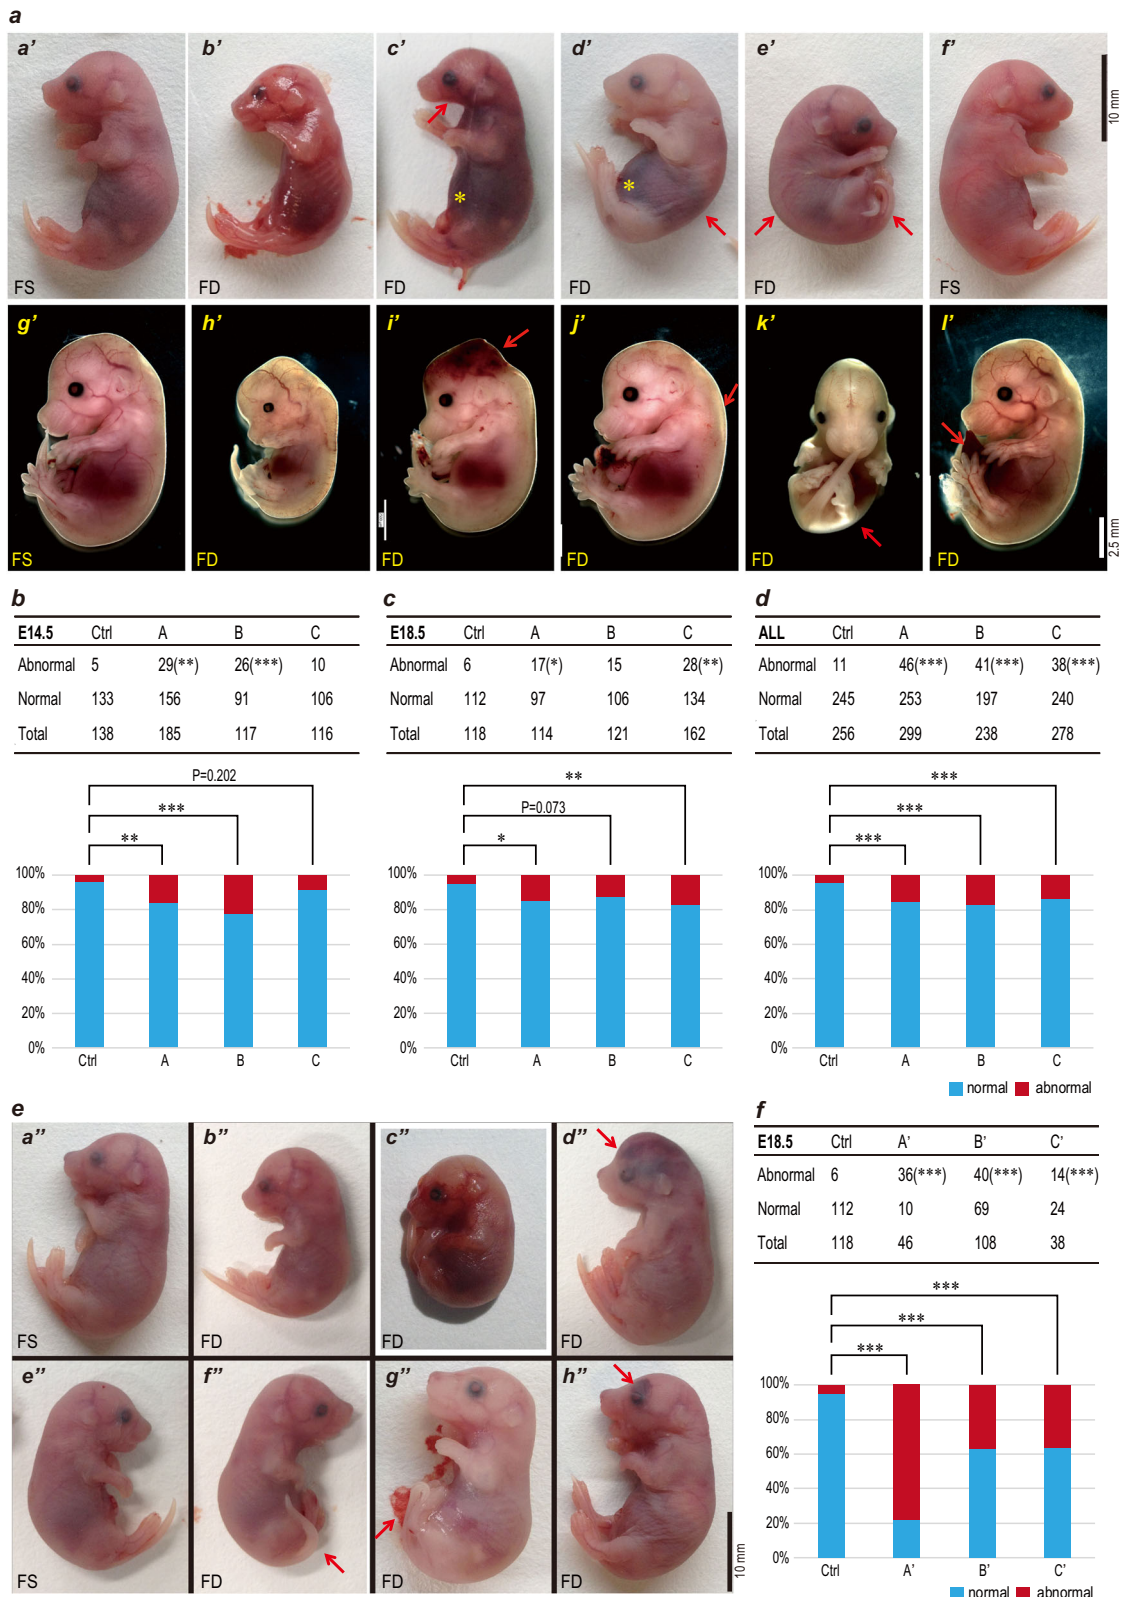 a
a’ b’ c’ d’ e’ f’
* *
FS FD FD FD FD FS
10 mm
g’ h’ i’ j’ k’ l’
FS FD FD FD FD FD
2.5 mm
b
E14.5 Ctrl A B C
Abnormal 5 29(**) 26(***) 10
Normal 133 156 91 106
Total 138 185 117 116
P=0.202
***
**
100%
80%
60%
40%
20%
0%
Ctrl A B C
c
E18.5 Ctrl A B C
Abnormal 6 17(*) 15 28(**)
Normal 112 97 106 134
Total 118 114 121 162
**
P=0.073
*
100%
80%
60%
40%
20%
0%
Ctrl A B C
d
ALL Ctrl A B C
Abnormal 11 46(***) 41(***) 38(***)
Normal 245 253 197 240
Total 256 299 238 278
***
***
***
100%
80%
60%
40%
20%
0%
Ctrl A B C
normal abnormal
e
a’’ b’’ c’’ d’’
FS FD FD FD
e’’ f’’ g’’ h’’
FS FD FD FD
10 mm
f
E18.5 Ctrl A’ B’ C’
Abnormal 6 36(***) 40(***) 14(***)
Normal 112 10 69 24
Total 118 46 108 38
***
***
***
100%
80%
60%
40%
20%
0%
Ctrl A’ B’ C’
normal abnormal